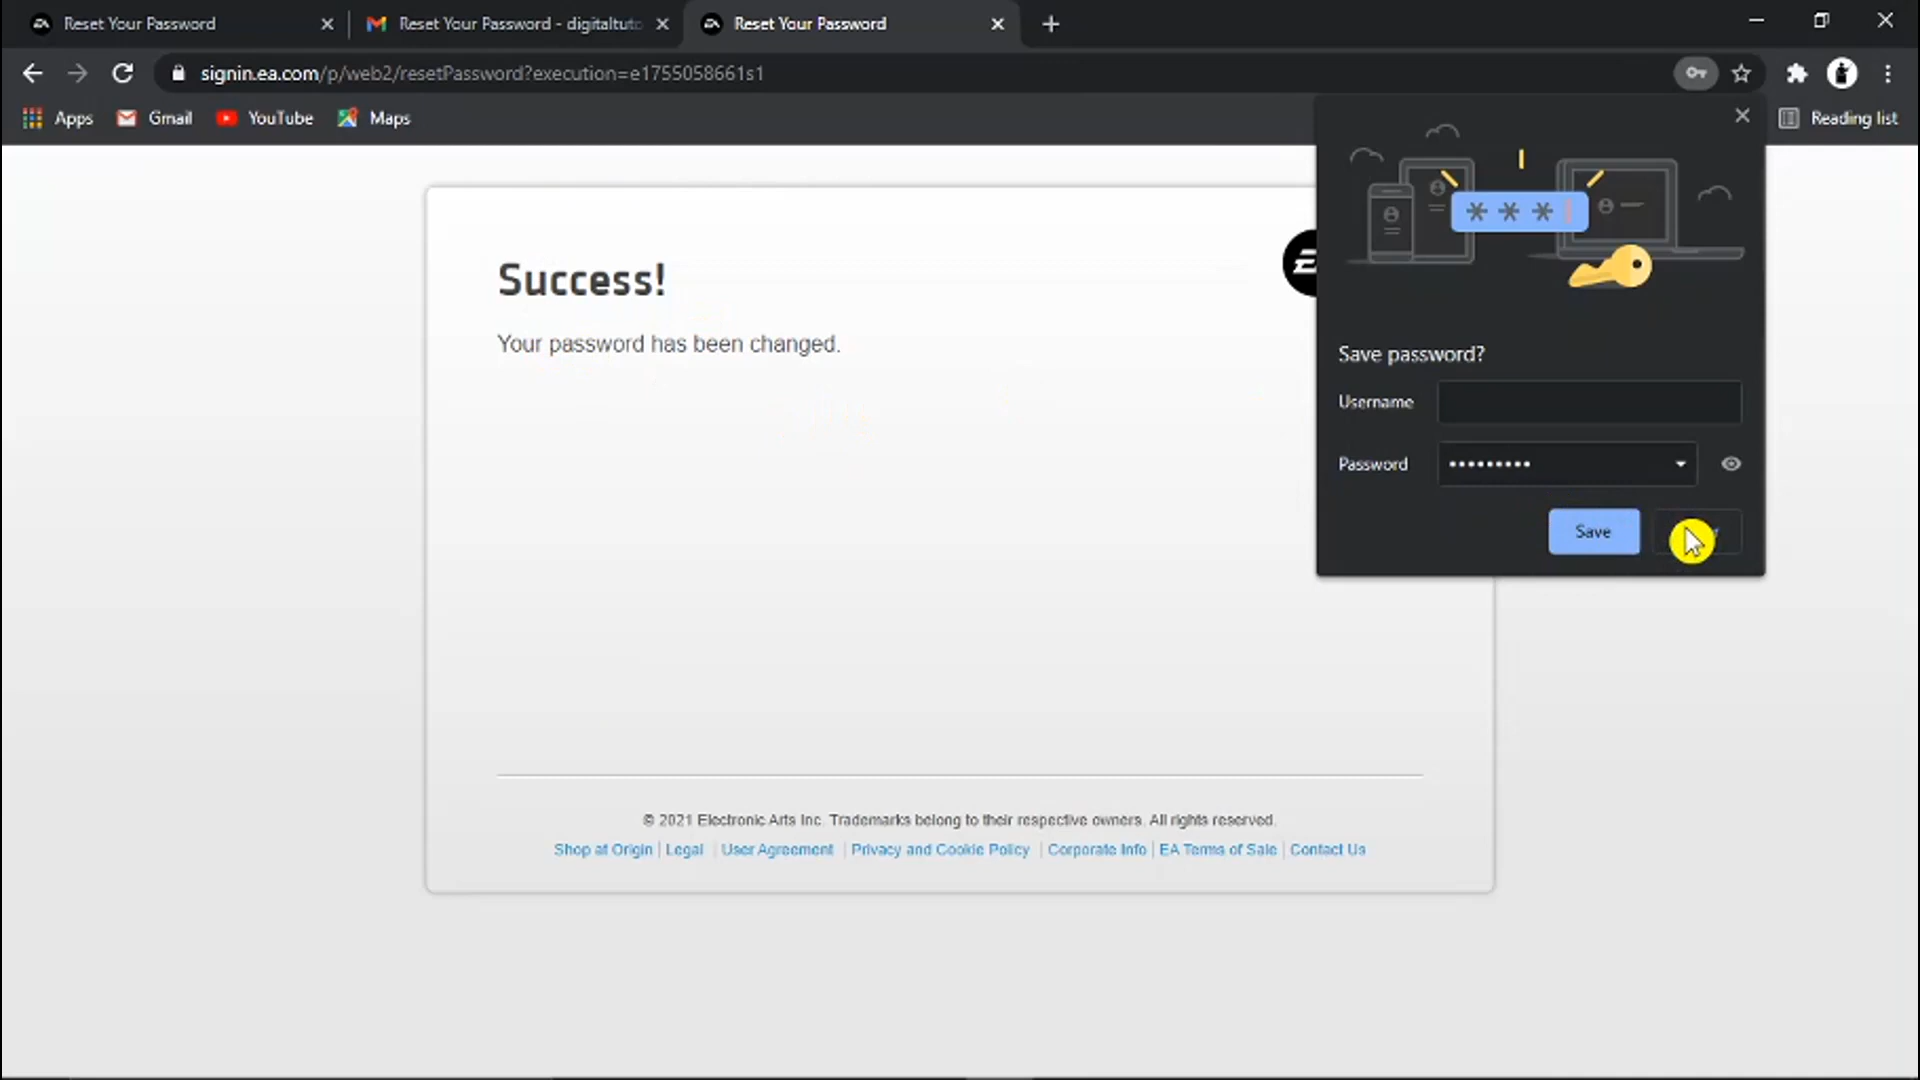 Reset Your Password
Reset Your Password - digitaltuto
Reset Your Password
signin.ea.com/p/web2/resetPassword?execution=e1755058661s1
Apps
Gmail
YouTube
Maps
Reading list
Success!
Your password has been changed.
Save password?
Username
Password
Save
© 2021 Electronic Arts Inc. Trademarks belong to their respective owners. All rights reserved.
Shop at Origin | Legal | User Agreement | Privacy and Cookie Policy | Corporate Info | EA Terms of Sale | Contact Us